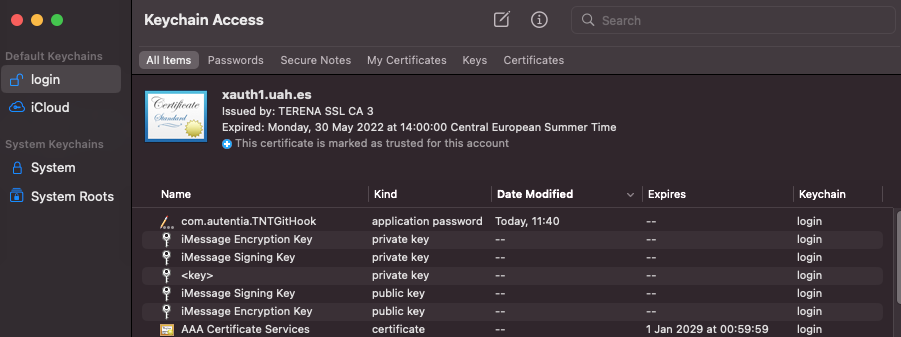 Keychain Access
Search
Default Keychains
login
iCloud
System Keychains
System
System Roots
All Items Passwords Secure Notes My Certificates Keys Certificates
Certificate
Standard
xauth1.uah.es
Issued by: TERENA SSL CA 3
Expired: Monday, 30 May 2022 at 14:00:00 Central European Summer Time
This certificate is marked as trusted for this account
Name Kind Date Modified Expires Keychain
com.autentia.TNTGitHook application password Today, 11:40 -- login
iMessage Encryption Key private key -- -- login
iMessage Signing Key private key -- -- login
<key> private key -- -- login
iMessage Signing Key public key -- -- login
iMessage Encryption Key public key -- -- login
AAA Certificate Services certificate -- 1 Jan 2029 at 00:59:59 login